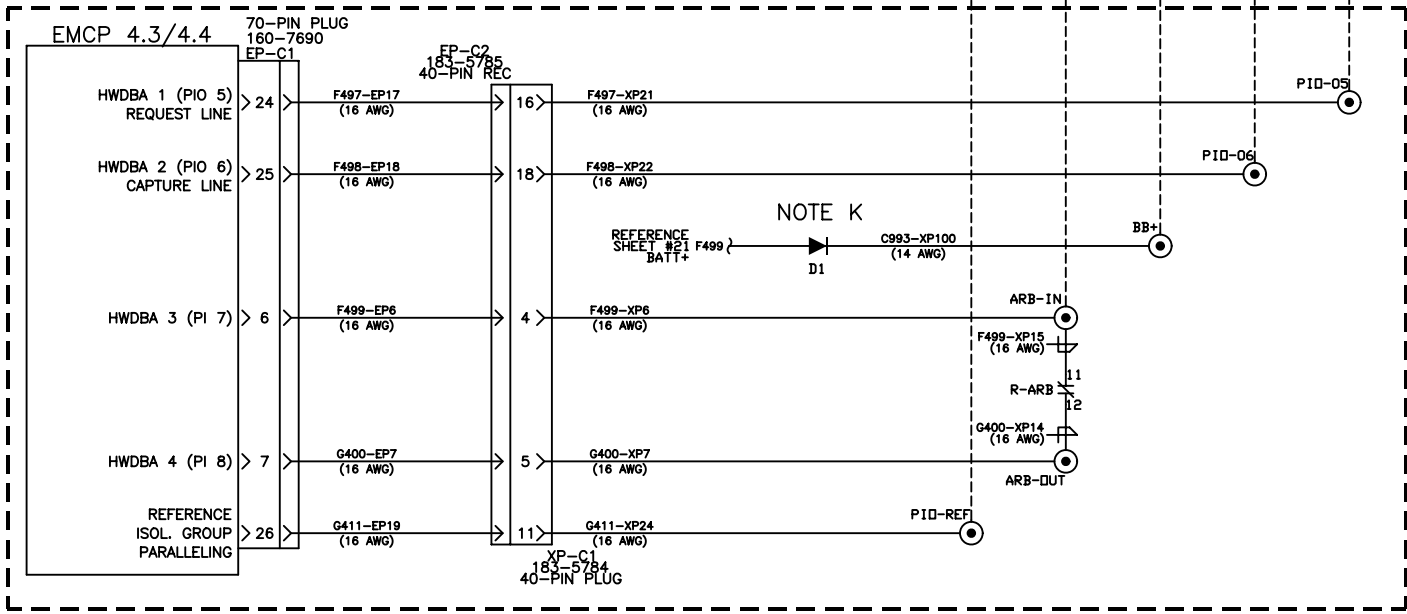 EMCP 4.3/4.4
70-PIN PLUG
160-7690
EP-C1
EP-C2
183-5785
40-PIN REC
HWDBA 1 (PIO 5)
REQUEST LINE
24
F497-EP17
(16 AWG)
16
F497-XP21
(16 AWG)
PIO-05
HWDBA 2 (PIO 6)
CAPTURE LINE
25
F498-EP18
(16 AWG)
18
F498-XP22
(16 AWG)
PIO-06
NOTE K
REFERENCE
SHEET #21
BATT+
F499
D1
C993-XP100
(14 AWG)
BB+
HWDBA 3 (PI 7)
6
F499-EP6
(16 AWG)
4
F499-XP6
(16 AWG)
ARB-IN
F499-XP15
(16 AWG)
11
R-ARB
12
G400-XP14
(16 AWG)
HWDBA 4 (PI 8)
7
G400-EP7
(16 AWG)
5
G400-XP7
(16 AWG)
ARB-OUT
REFERENCE
ISOL. GROUP
PARALLELING
26
G411-EP19
(16 AWG)
11
G411-XP24
(16 AWG)
PIO-REF
XP-C1
183-5784
40-PIN PLUG